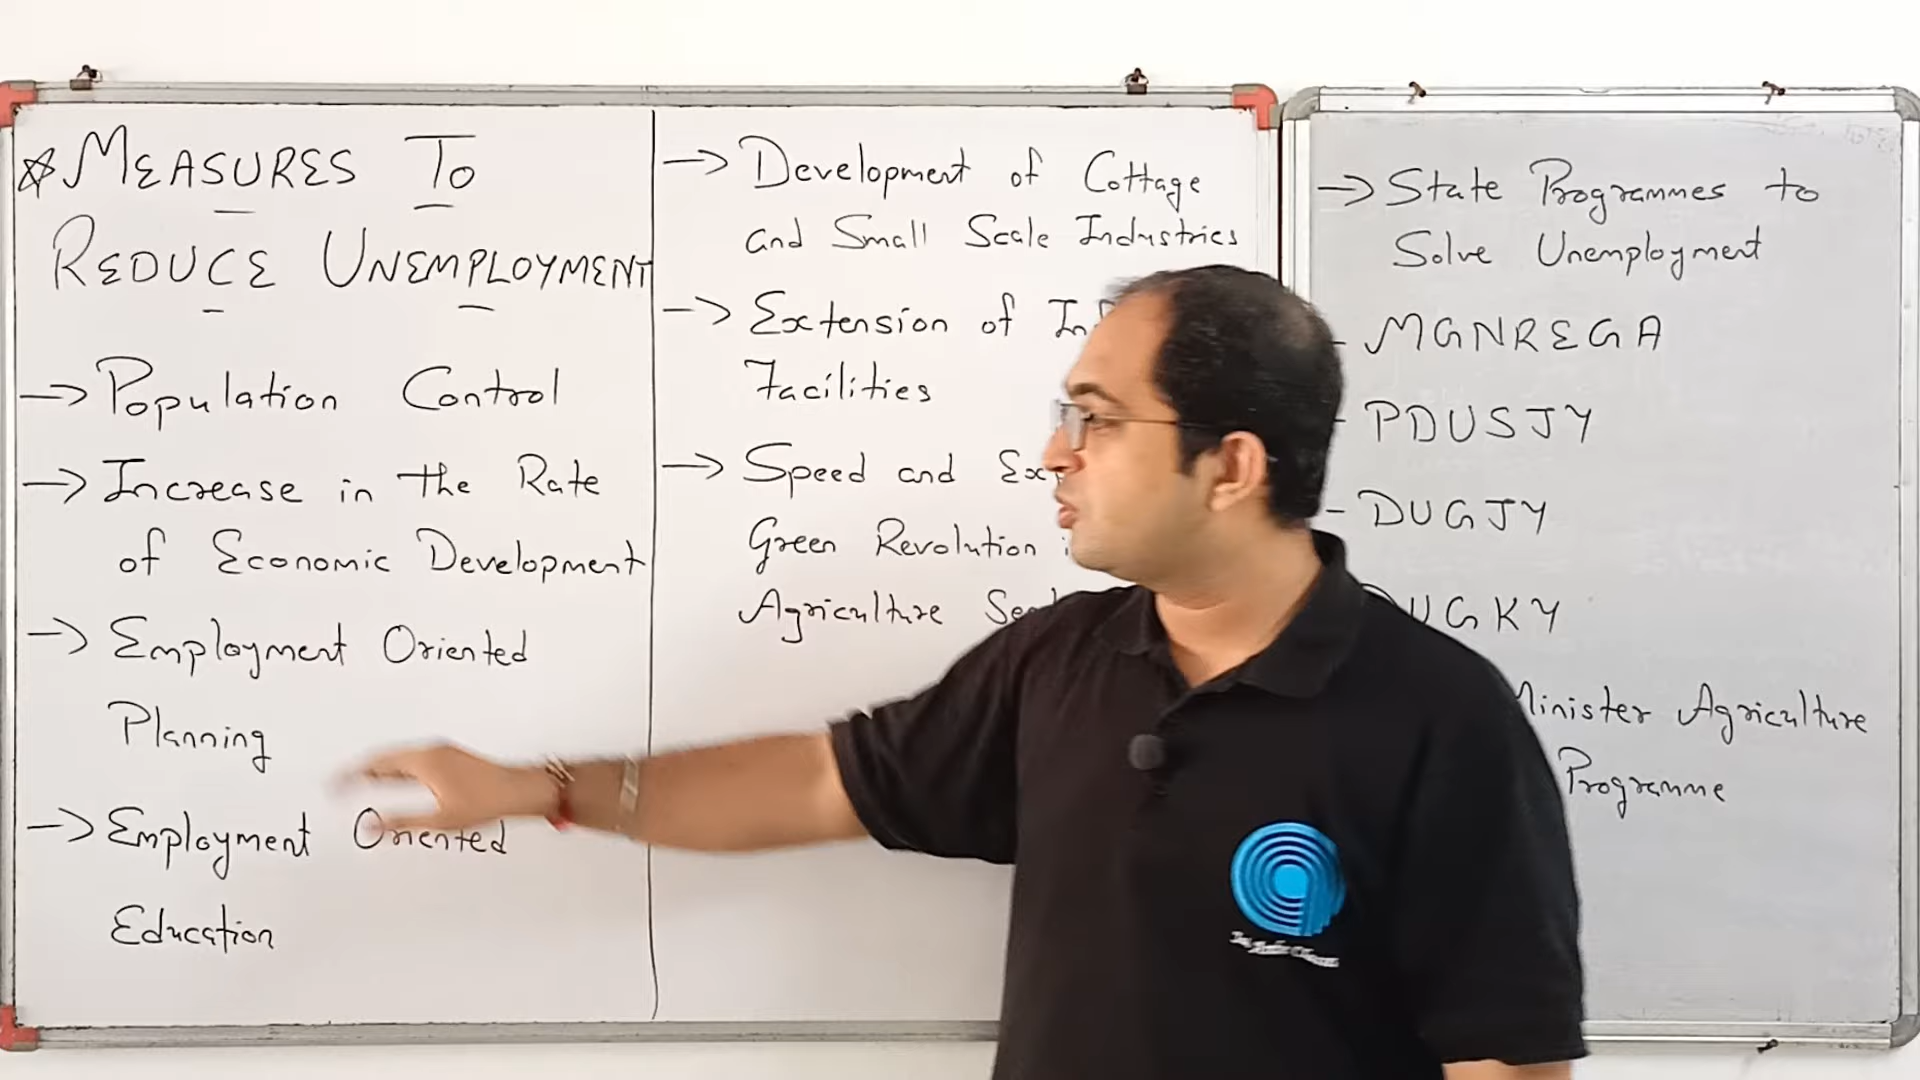 ☆ MEASURES TO
REDUCE UNEMPLOYMENT
→ Population Control
→ Increase in the Rate
of Economic Development
→ Employment Oriented
Planning
→ Employment Oriented
Education
→ Development of Cottage
and Small Scale Industries
→ Extension of
Facilities
→ Speed and
Green Revolution
Agriculture
→ State Programmes to
Solve Unemployment
- MGNREGA
- PDUSJY
- DUGJY
DUGKY
Minister Agriculture
Programme